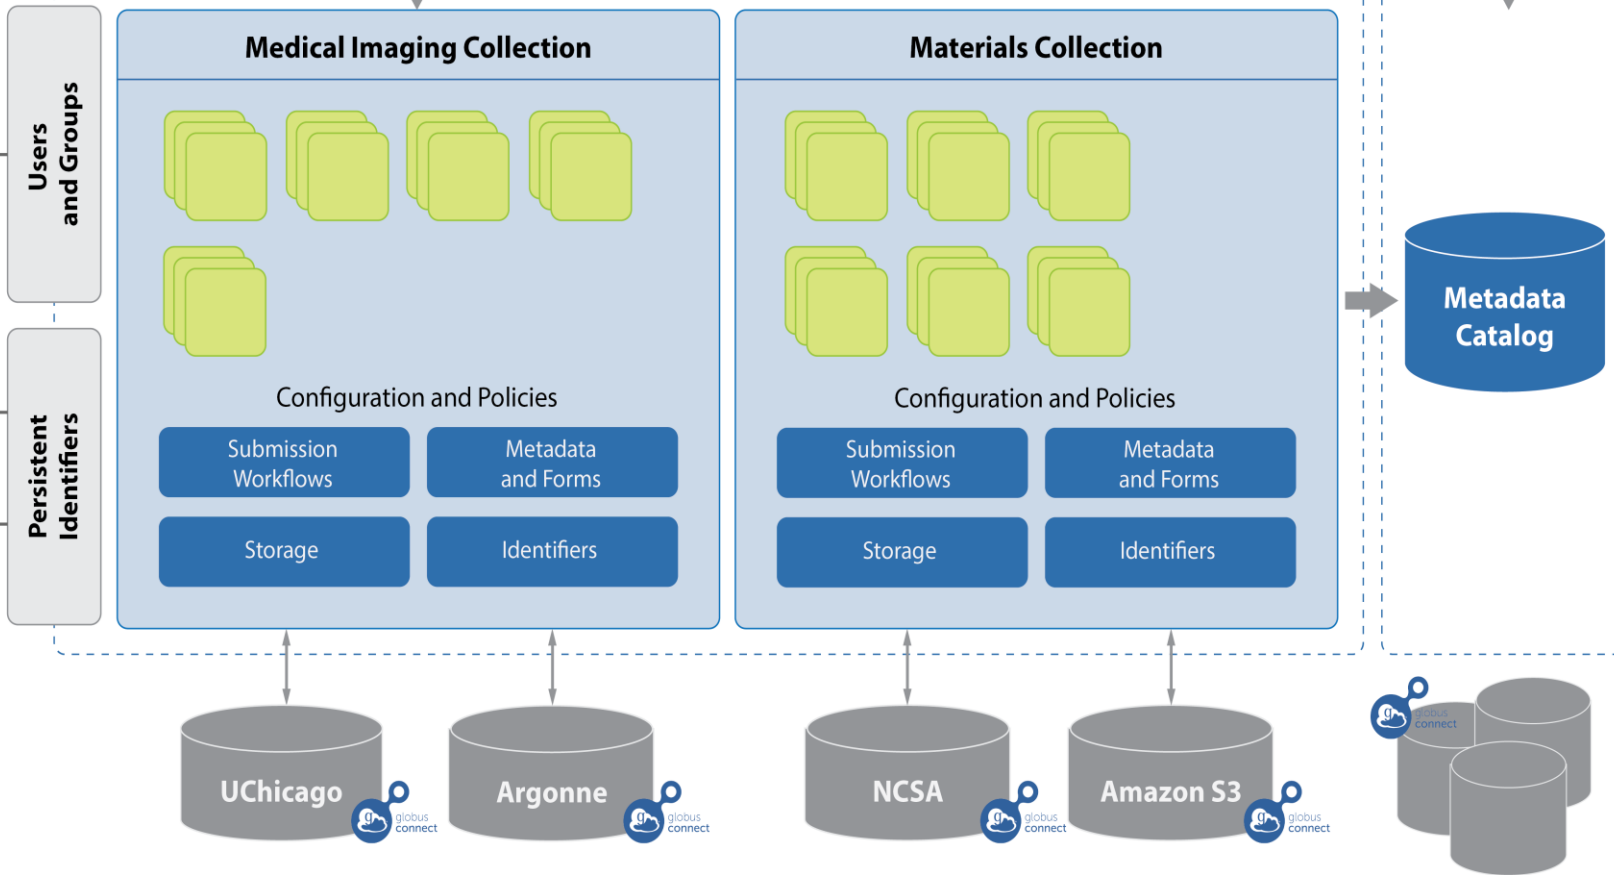 Users
and Groups
Persistent
Identifiers
Medical Imaging Collection
Configuration and Policies
Submission
Workflows
Metadata
and Forms
Storage
Identifiers
Materials Collection
Configuration and Policies
Submission
Workflows
Metadata
and Forms
Storage
Identifiers
Metadata
Catalog
UChicago
g
globus
connect
Argonne
g
globus
connect
NCSA
g
globus
connect
Amazon S3
g
globus
connect
g
globus
connect